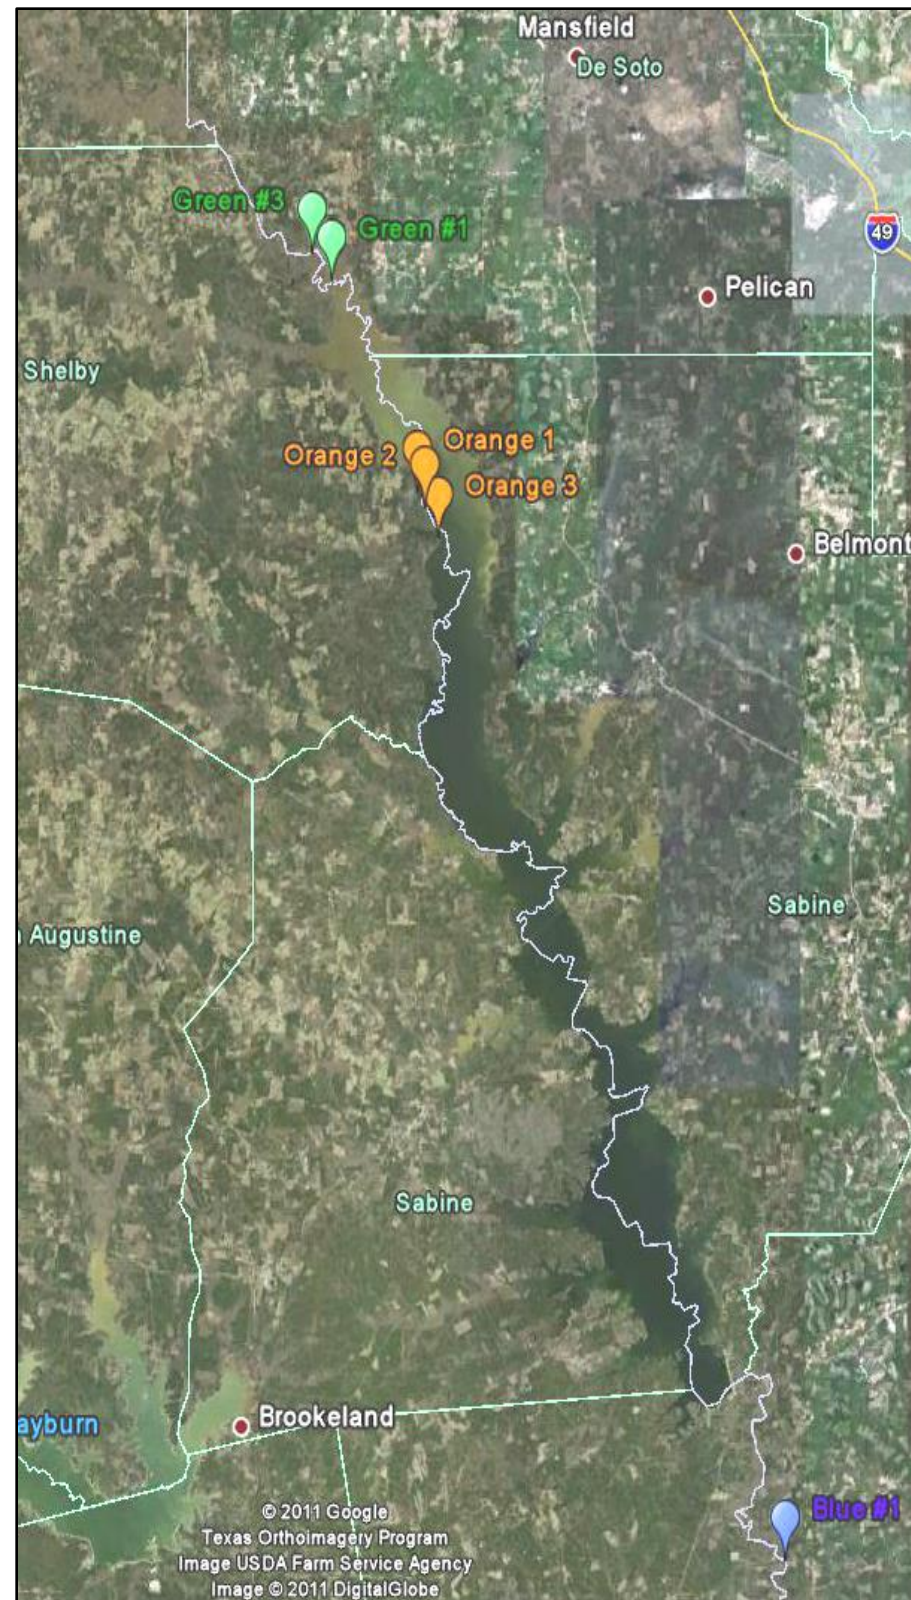 Mansfield
De Soto
Green #3
Green #1
49
Pelican
Shelby
Orange 1
Orange 2
Orange 3
Belmont
Sabine
Augustine
Sabine
Brookeland
ayburn
Blue #1
© 2011 Google
Texas Orthoimagery Program
Image USDA Farm Service Agency
Image © 2011 DigitalGlobe